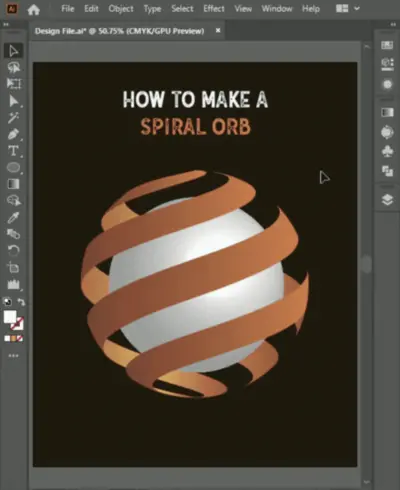 Ai File Edit Object Type Select Effect View Window Help
Design File.ai* @ 50.75% (CMYK/GPU Preview) ×
HOW TO MAKE A
SPIRAL ORB